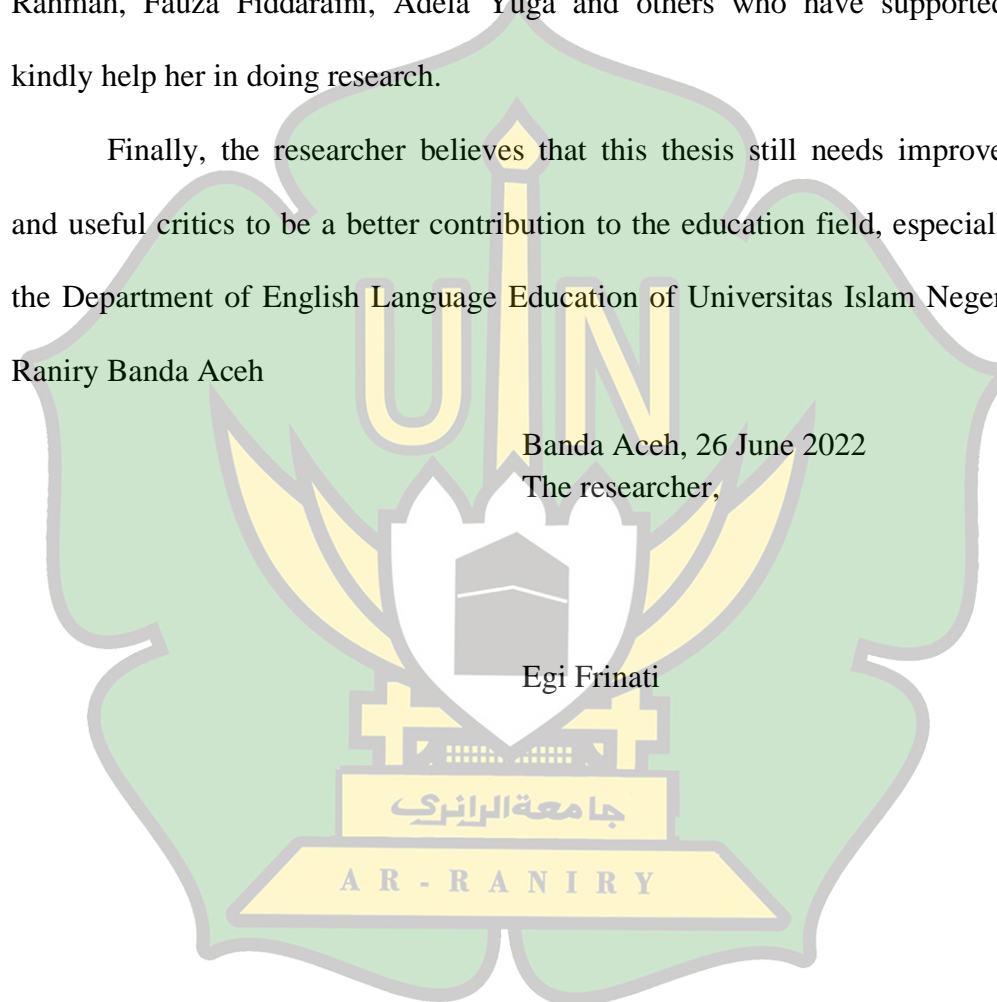 Rahman, Fauza Fiddaraini, Adela Yuga and others who have supported
kindly help her in doing research.
Finally, the researcher believes that this thesis still needs improve
and useful critics to be a better contribution to the education field, especiall
the Department of English Language Education of Universitas Islam Neger
Raniry Banda Aceh
UIN
Banda Aceh, 26 June 2022
The researcher,
Egi Frinati
جامعة الرانري
AR-RANIRY